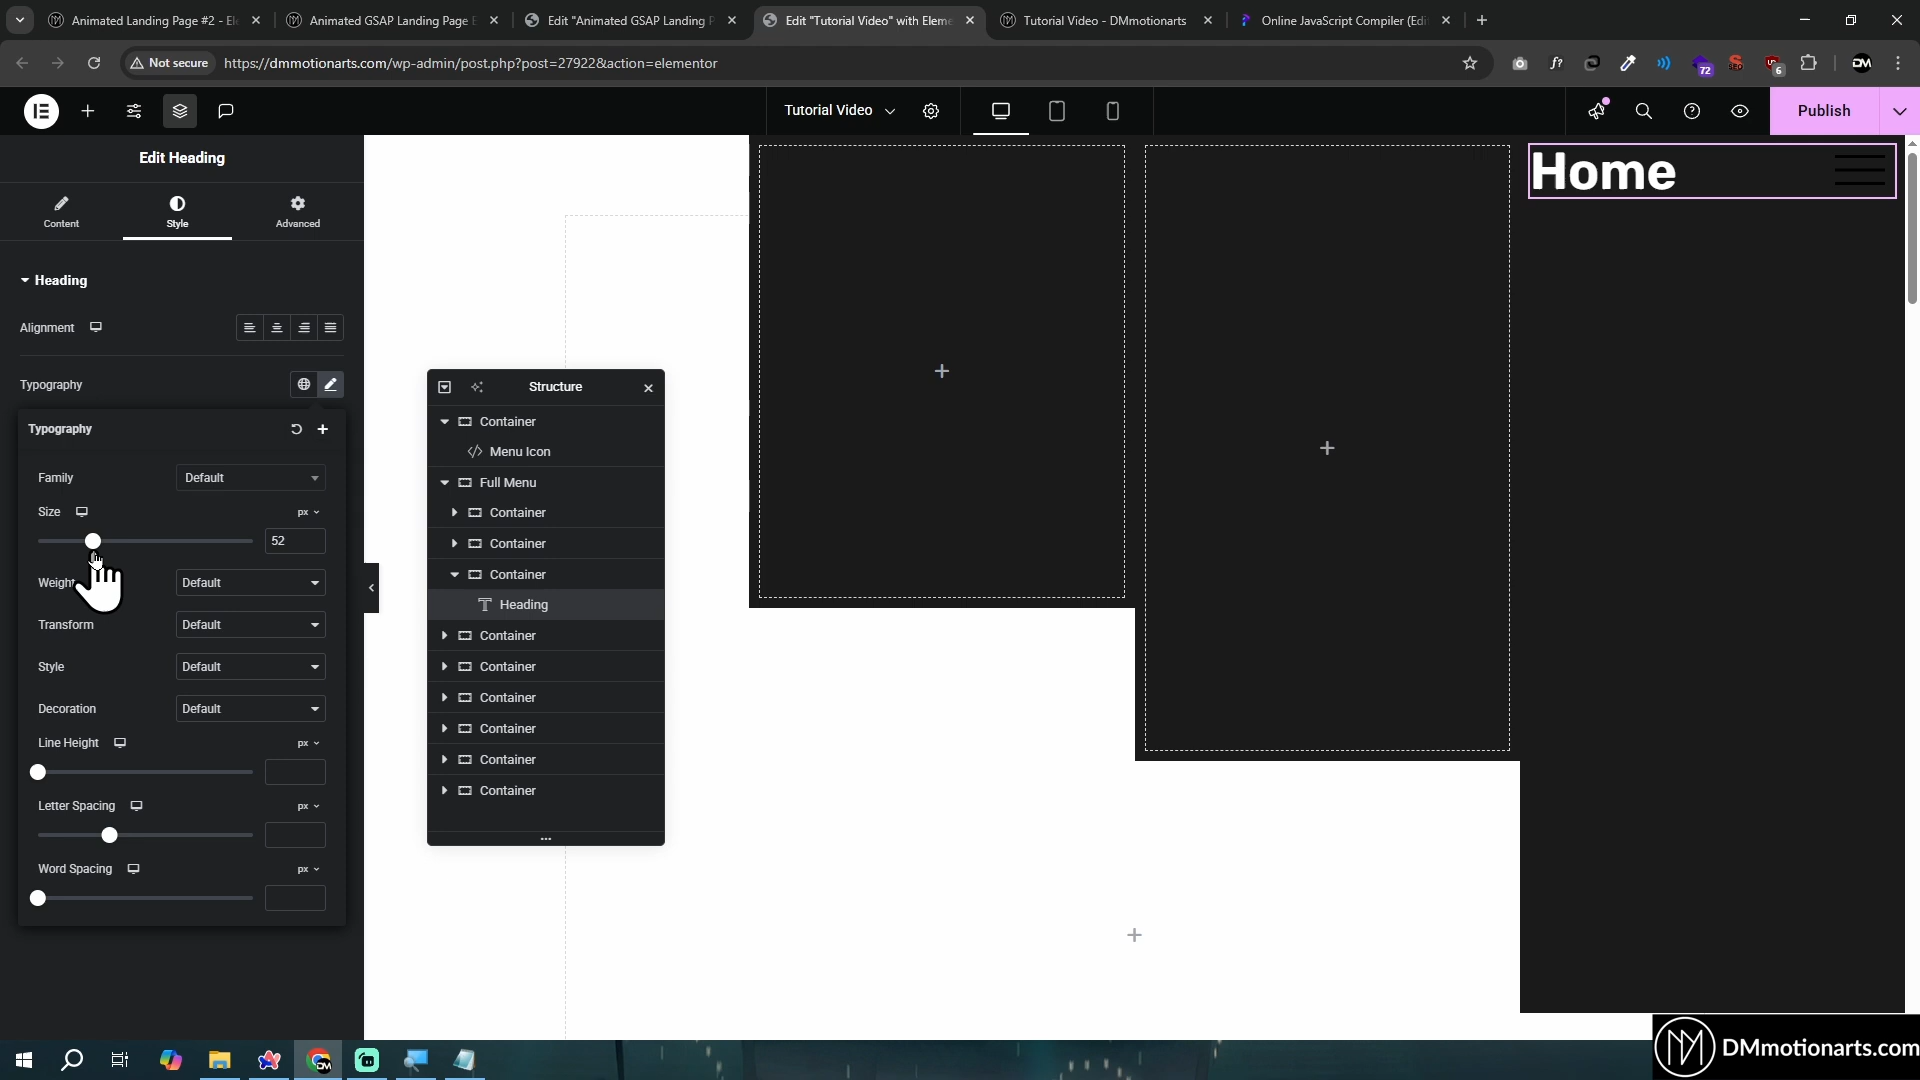 Animated Landing Page #2 - El
Animated GSAP Landing Page E
Edit "Animated GSAP Landing P
Edit "Tutorial Video" with Eleme
Tutorial Video - DMmotionarts
Online JavaScript Compiler (Edi
Not secure
https://dmmotionarts.com/wp-admin/post.php?post=27922&action=elementor
f?
72
SEO
6
DM
Tutorial Video
Publish
Edit Heading
Content
Style
Advanced
Heading
Alignment
Typography
Typography
Family
Default
Size
px
52
Weight
Default
Transform
Default
Style
Default
Decoration
Default
Line Height
px
Letter Spacing
px
Word Spacing
px
Structure
Container
Menu Icon
Full Menu
Container
Container
Container
Heading
Container
Container
Container
Container
Container
Container
Home
DMmotionarts.com